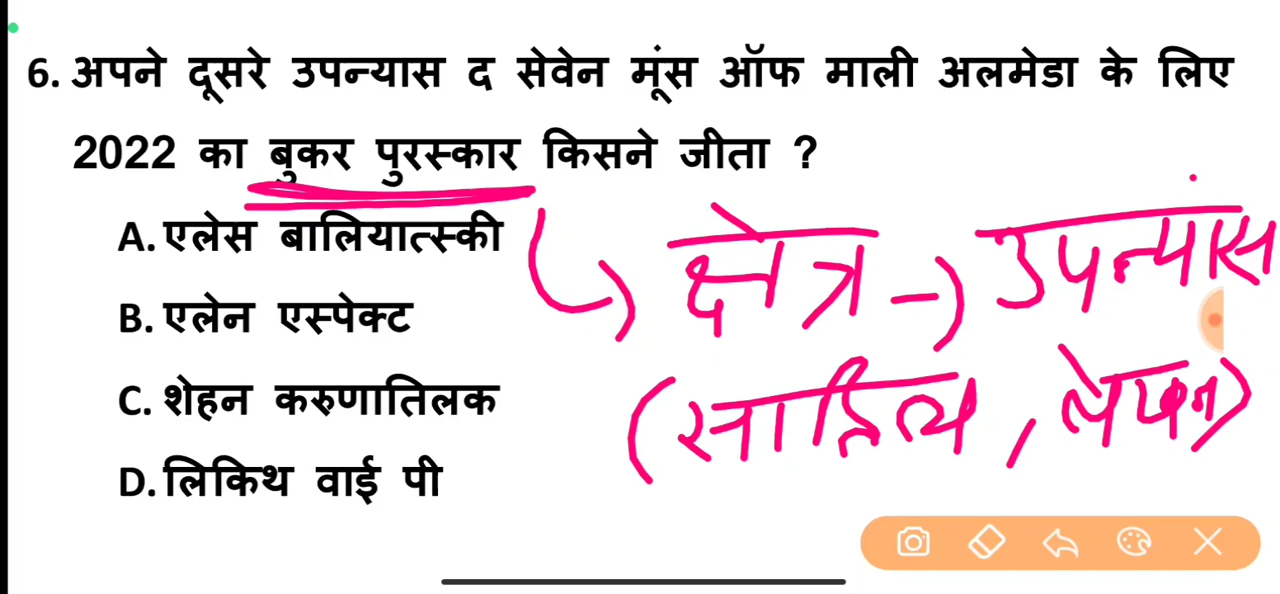 6. अपने दूसरे उपन्यास द सेवेन मूंस ऑफ माली अलमेडा के लिए
2022 का बुकर पुरस्कार किसने जीता ?
A. एलेस बालियात्स्की
B. एलेन एस्पेक्ट
C. शेहन करुणातिलक
D. लिकिथ वाई पी
क्षेत्र → उपन्यांस
(साहित्य, लेखन)